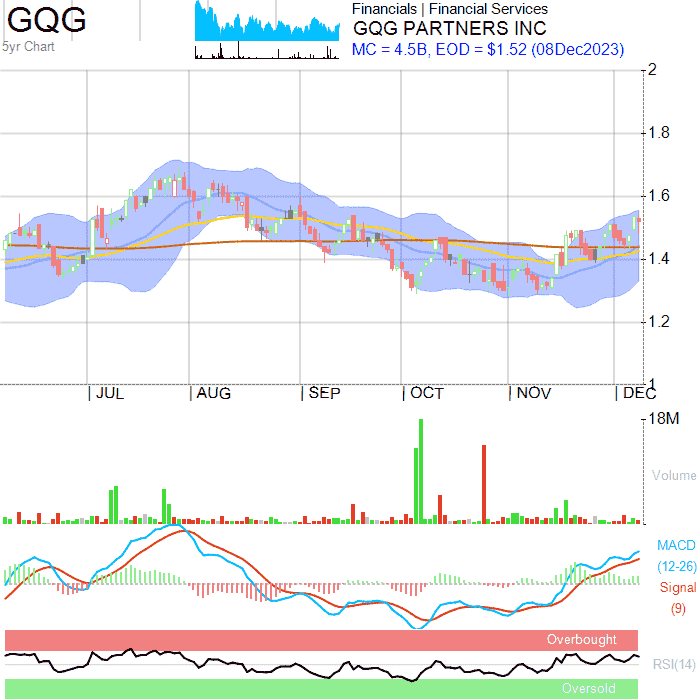 GQG
5yr Chart
Financials | Financial Services
GQG PARTNERS INC
MC = 4.5B, EOD = $1.52 (08Dec2023)
2
1.8
1.6
1.4
1.2
1
JUL AUG SEP OCT NOV DEC
18M
Volume
MACD
(12-26)
Signal
(9)
Overbought
RSI(14)
Oversold